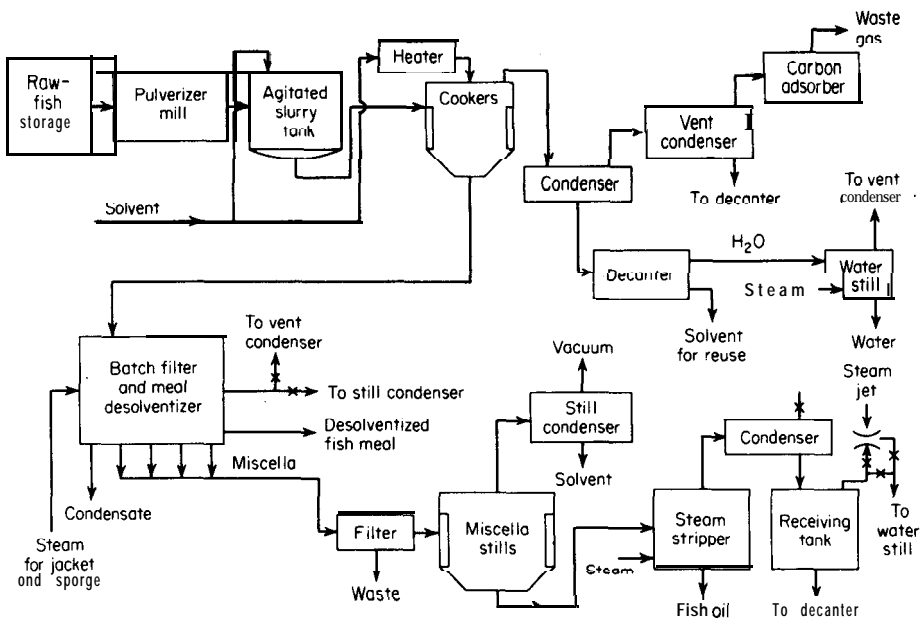 Raw-
fish
storage
Pulverizer
mill
Agitated
slurry
tank
Heater
Cookers
Solvent
Condenser
Vent
condenser
To decanter
Carbon
adsorber
Waste
gas
To vent
condenser
H2O
Decanter
Steam
Water
still
Solvent
for reuse
Water
Batch filter
and meal
desolventizer
To vent
condenser
To still condenser
Desolventized
fish meal
Miscella
Condensate
Steam
for jacket
ond sporge
Filter
Waste
Vacuum
Still
condenser
Solvent
Miscella
stills
Steam
Steam
stripper
Fish oil
Condenser
Receiving
tank
To decanter
Steam
jet
To
water
still